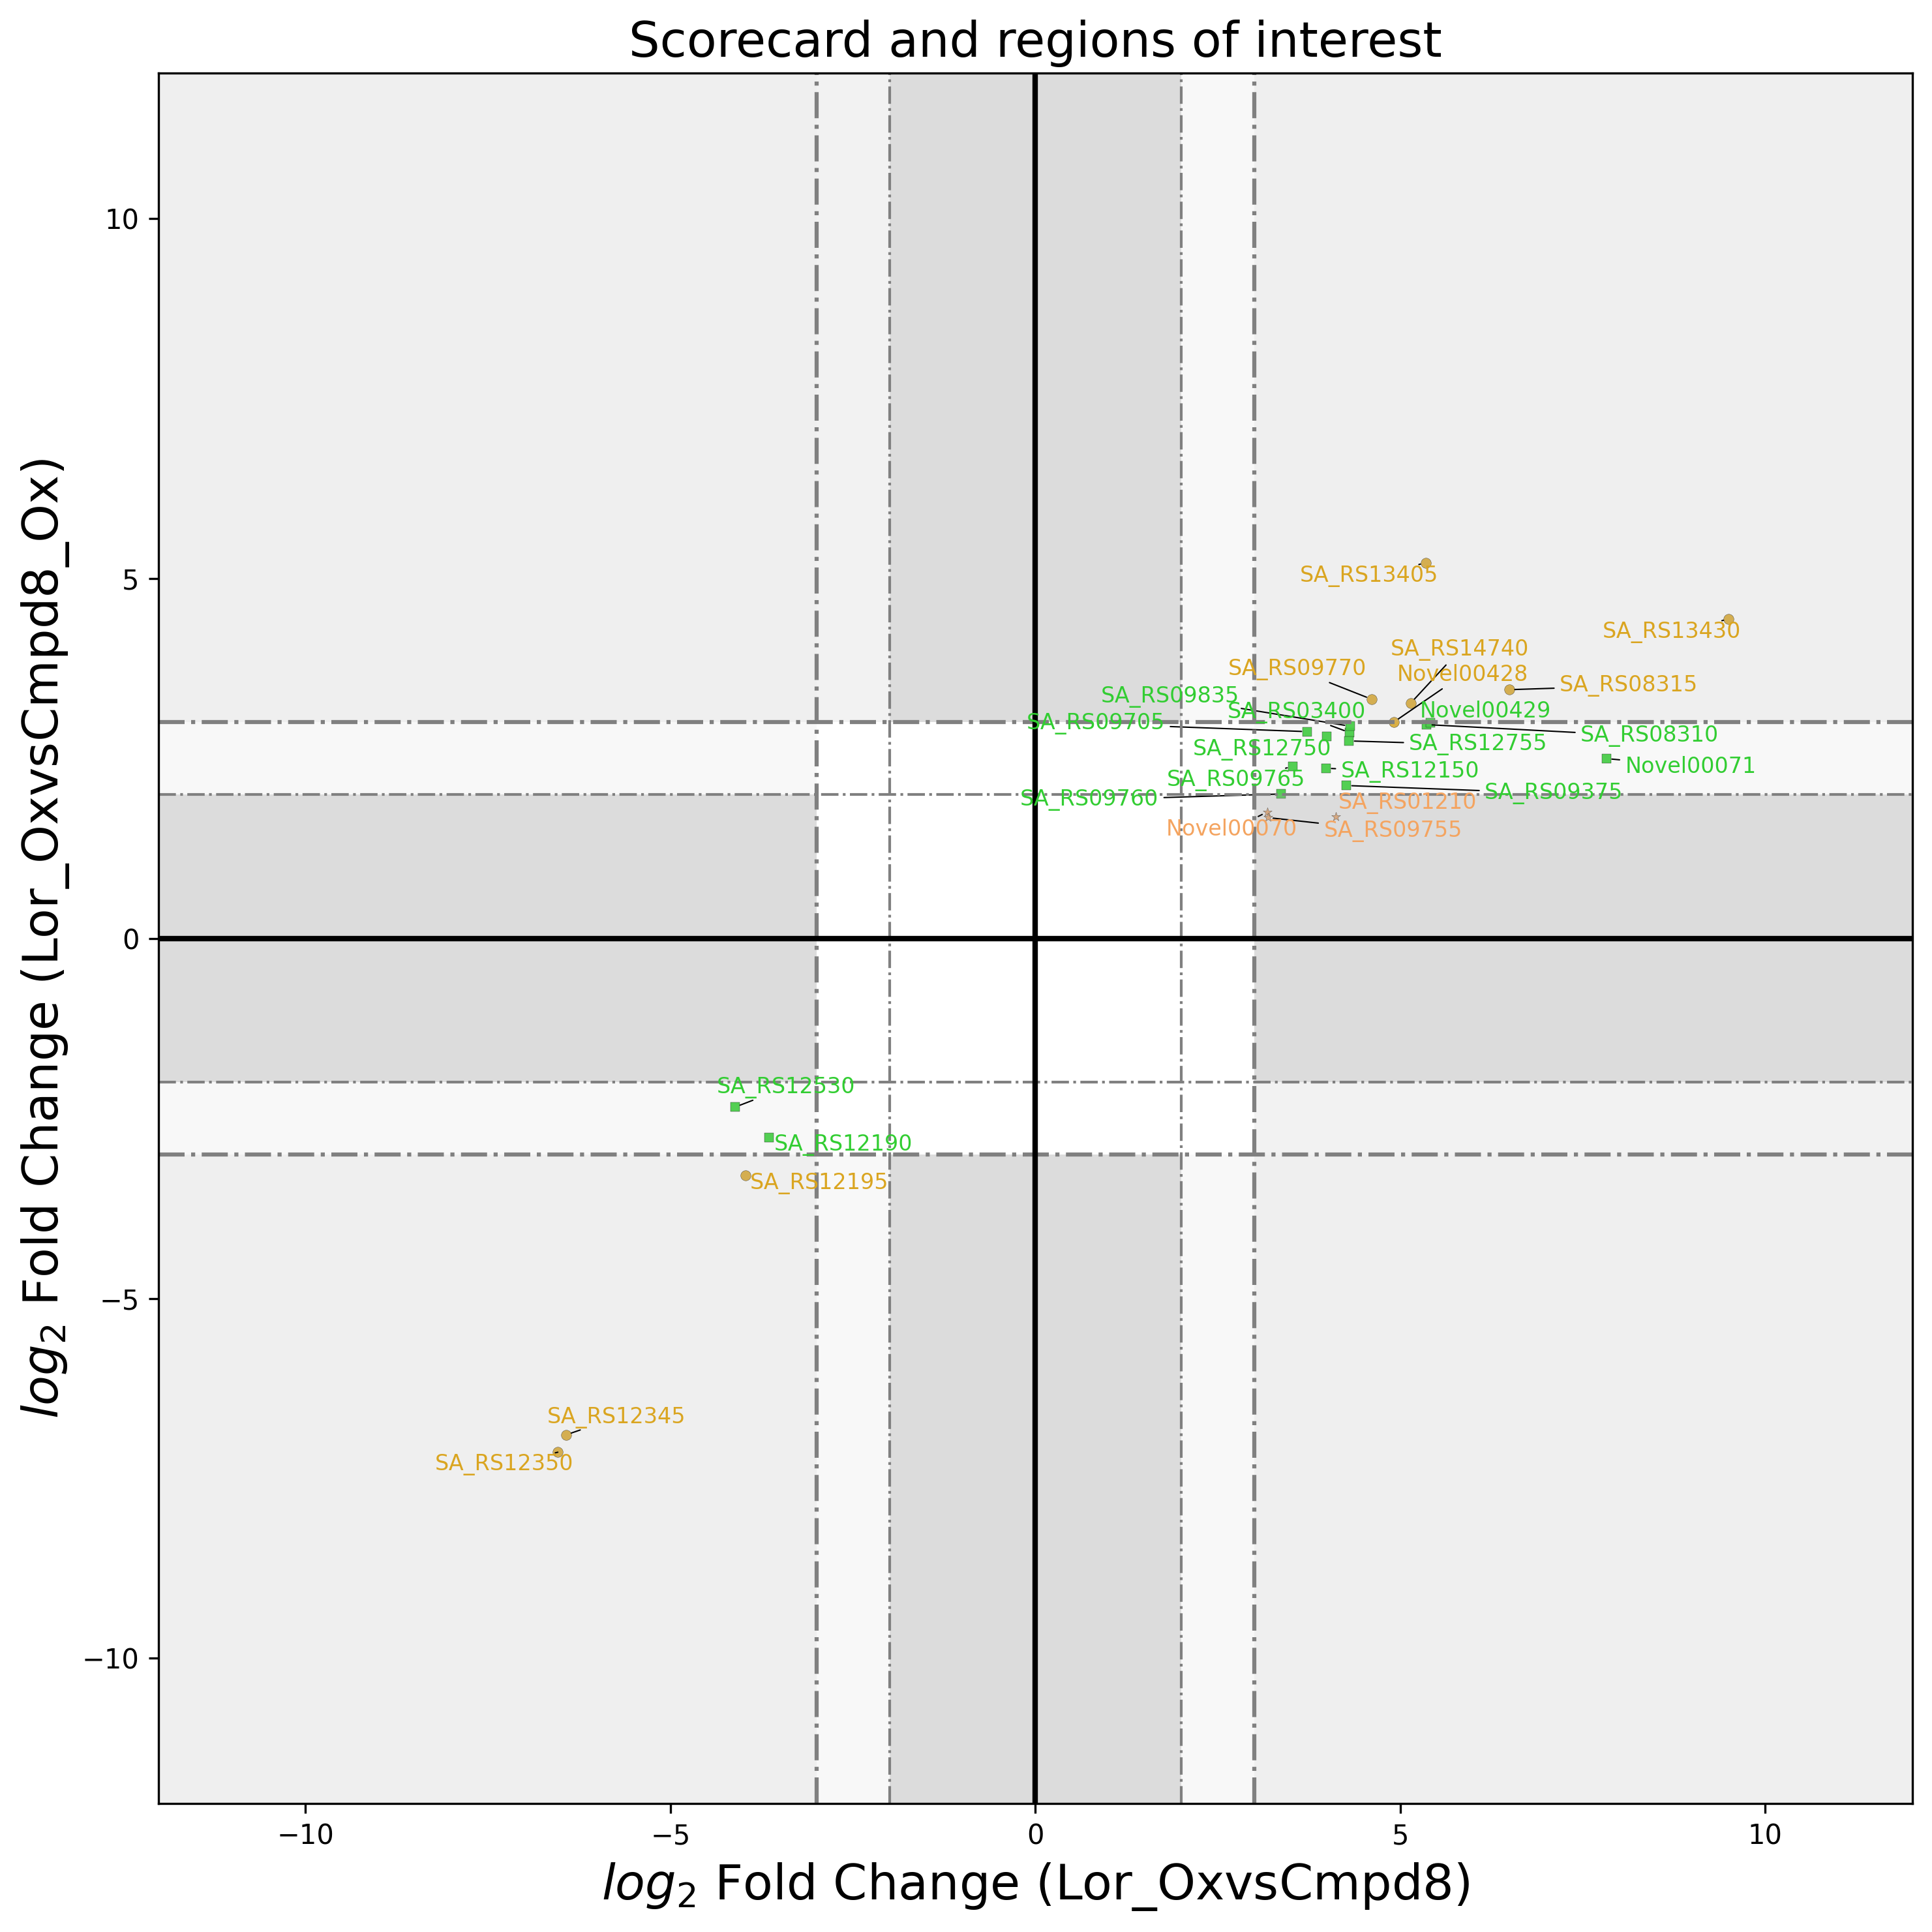 Scorecard and regions of interest
log2 Fold Change (Lor_OxvsCmpd8_Ox)
10
5
0
−5
−10
SA_RS13405
SA_RS13430
SA_RS14740
SA_RS09770
Novel00428
SA_RS08315
SA_RS09835
SA_RS03400
Novel00429
SA_RS09705
SA_RS08310
SA_RS12750
SA_RS12755
Novel00071
SA_RS12150
SA_RS09765
SA_RS09375
SA_RS09760
SA_RS01210
Novel00070
SA_RS09755
SA_RS12530
SA_RS12190
SA_RS12195
SA_RS12345
SA_RS12350
−10
−5
0
5
10
log2 Fold Change (Lor_OxvsCmpd8)